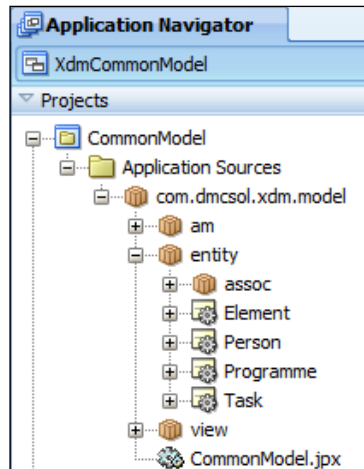 Application Navigator
XdmCommonModel
Projects
CommonModel
Application Sources
com.dmcsol.xdm.model
am
entity
assoc
Element
Person
Programme
Task
view
CommonModel.jpx